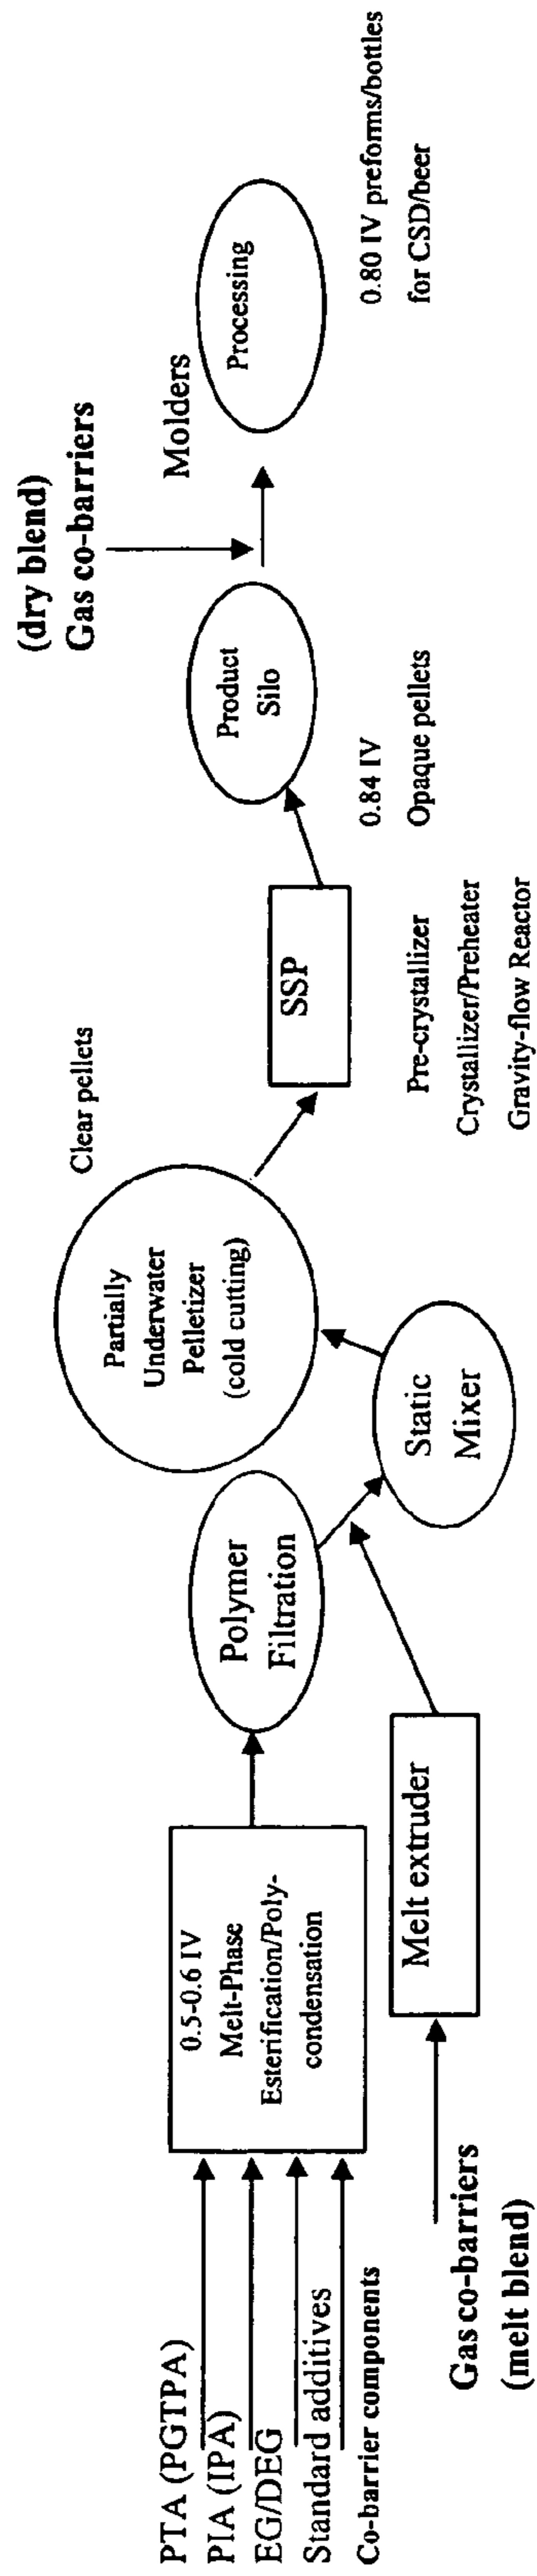 PTA (PGTPA)
PIA (IPA)
EG/DEG
Standard additives
Co-barrier components
0.5-0.6 IV
Melt-Phase
Esterification/Poly-
condensation
Gas co-barriers
(melt blend)
Melt extruder
Polymer
Filtration
Static
Mixer
Partially
Underwater
Pelletizer
(cold cutting)
Clear pellets
SSP
Pre-crystallizer
Crystallizer/Preheater
Gravity-flow Reactor
Product
Silo
0.84 IV
Opaque pellets
(dry blend)
Gas co-barriers
Molders
Processing
0.80 IV preforms/bottles
for CSD/beer